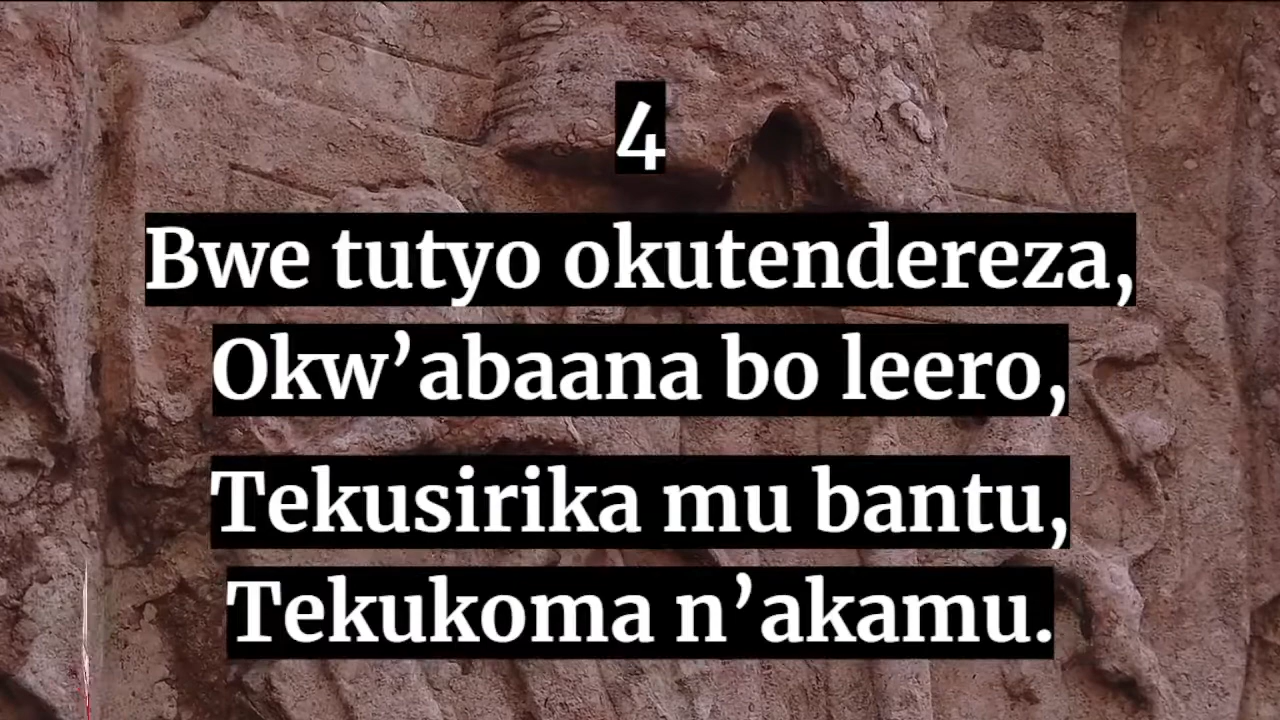 4
Bwe tutyo okutendereza,
Okw’abaana bo leero,
Tekusirika mu bantu,
Tekukoma n’akamu.